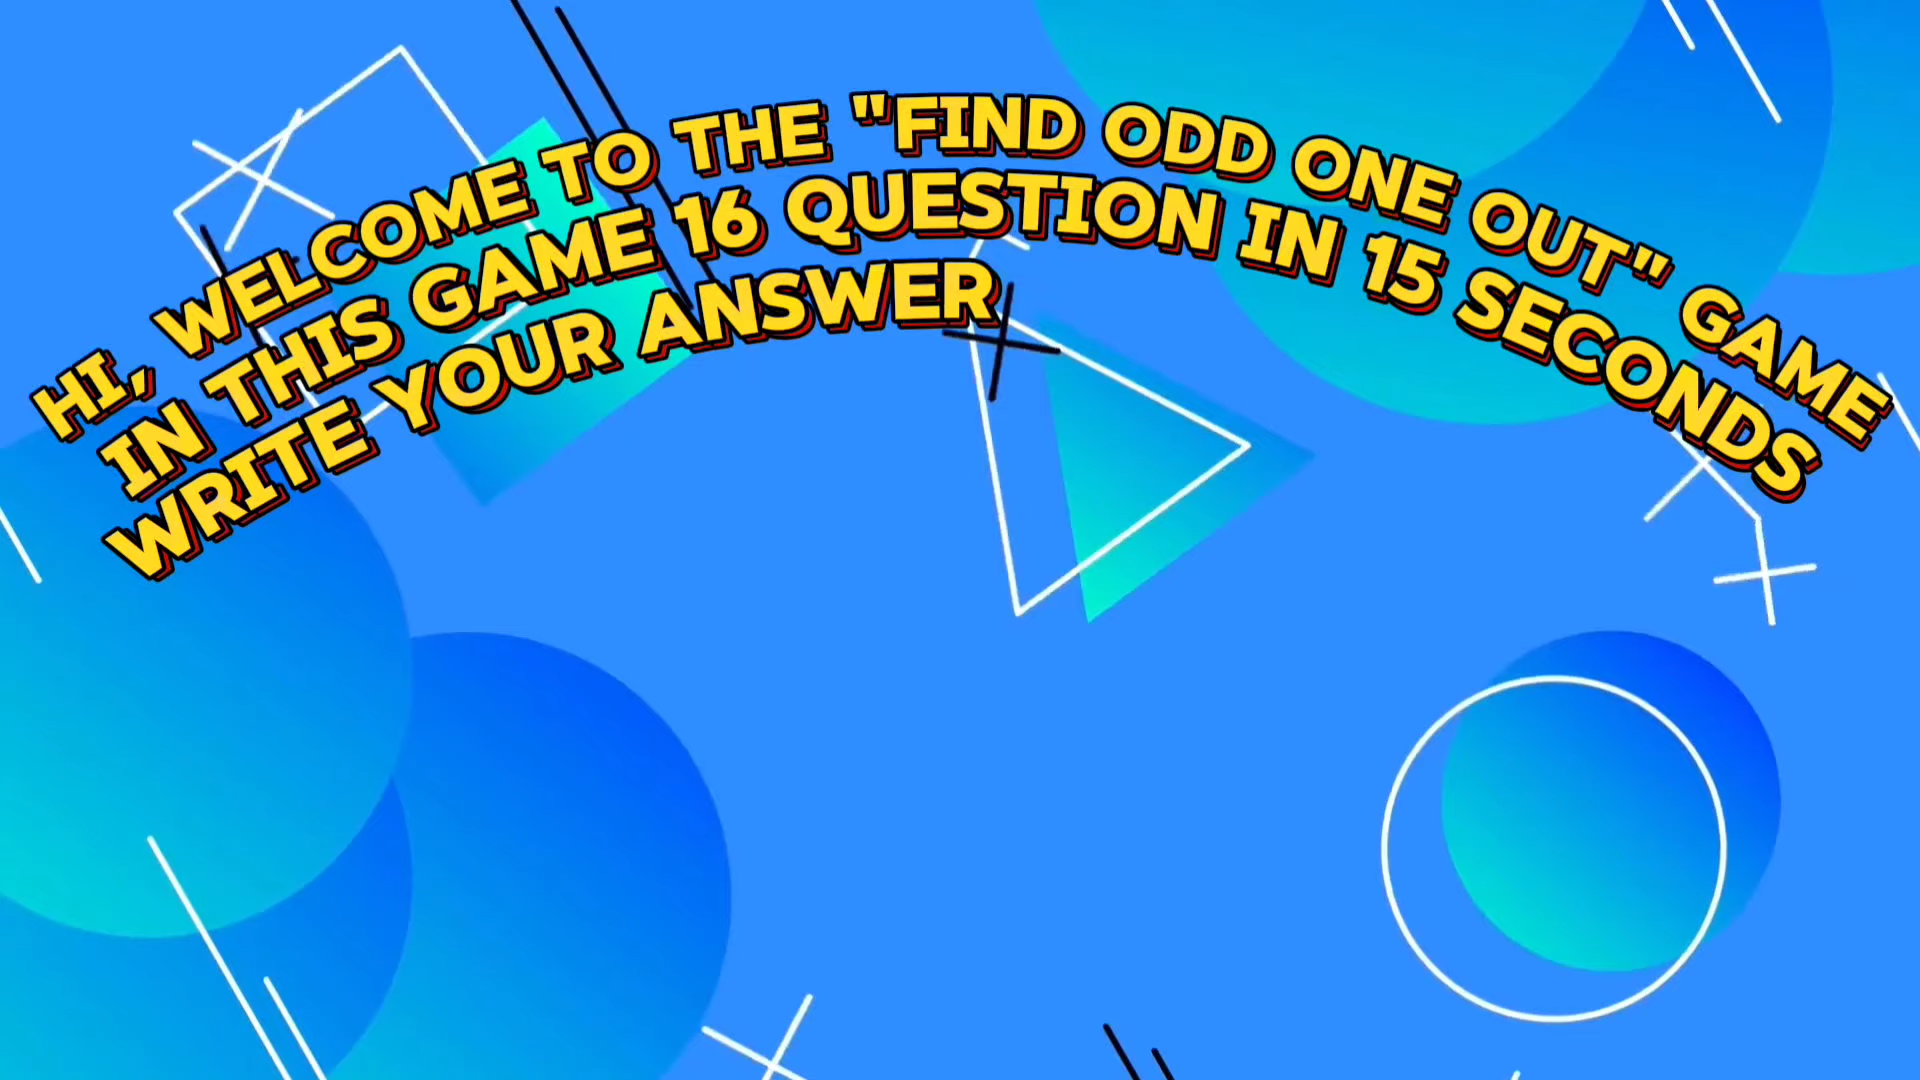 HI, WELCOME TO THE "FIND ODD ONE OUT" GAME
IN THIS GAME 16 QUESTION IN 15 SECONDS
WRITE YOUR ANSWER